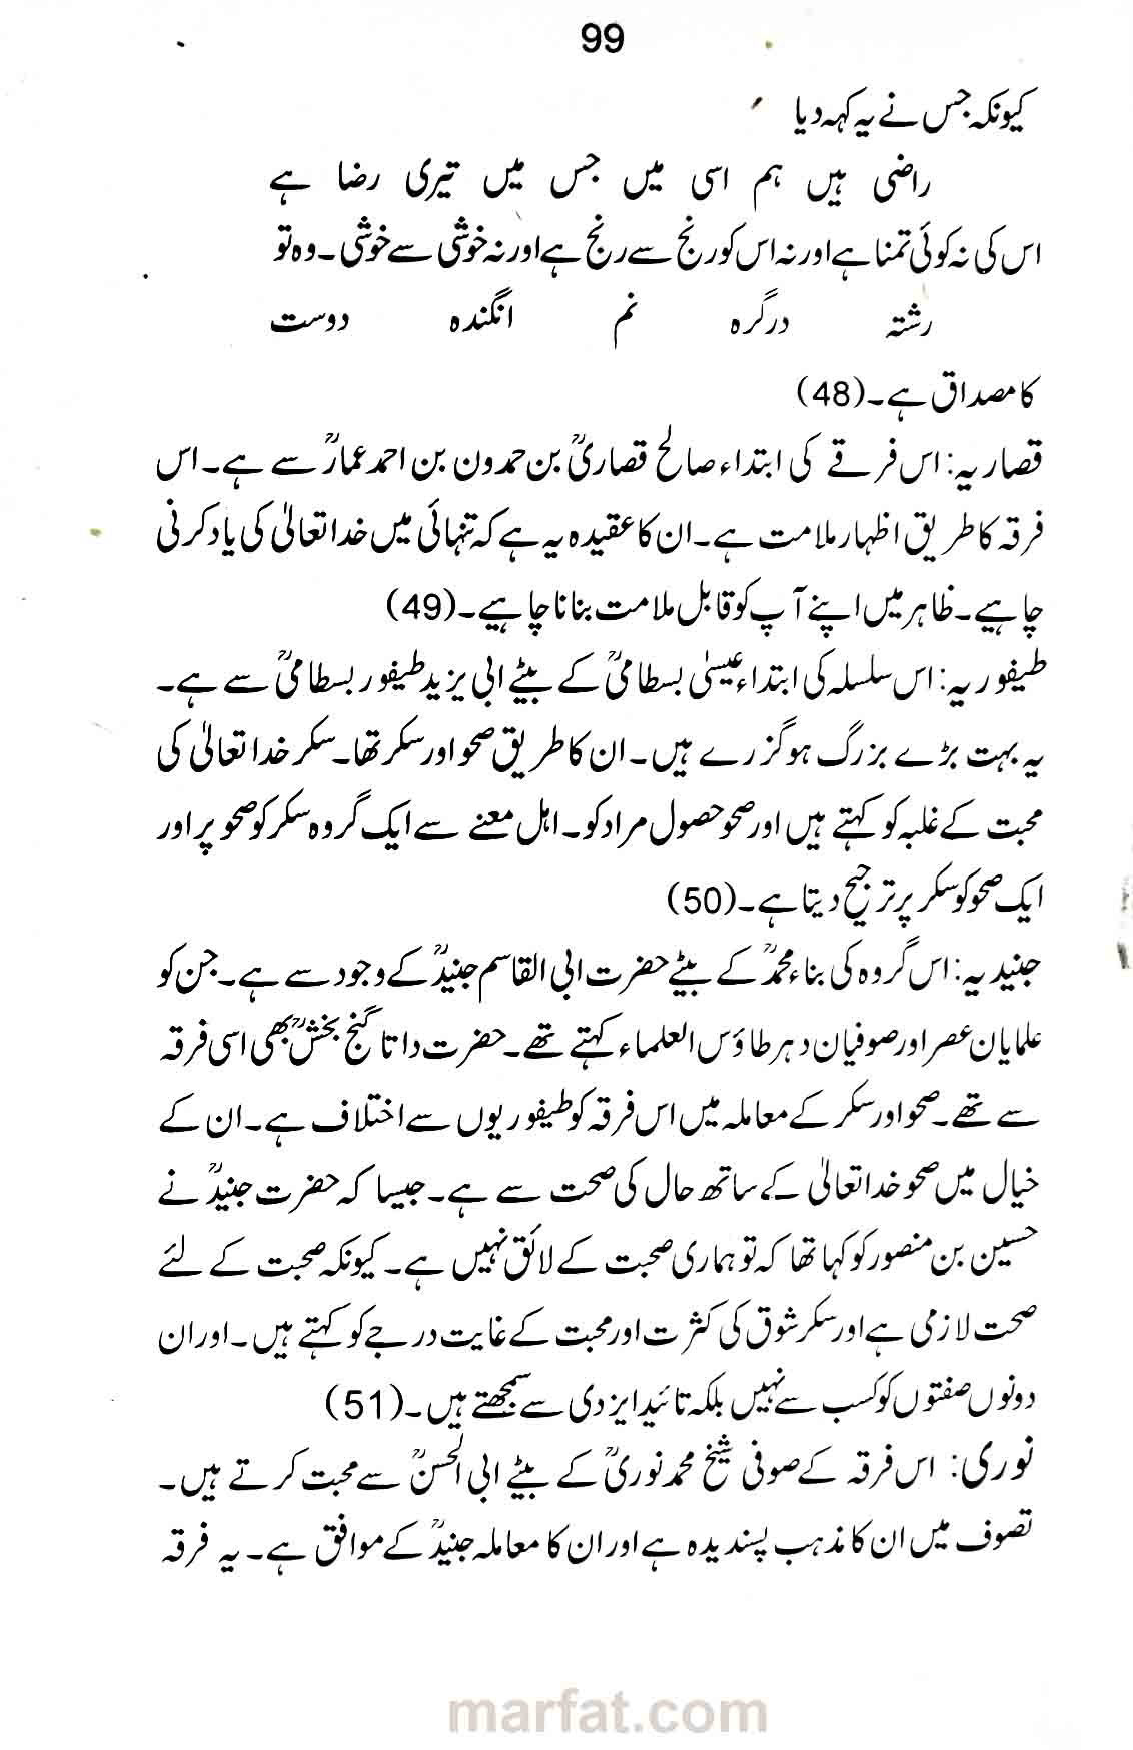 99
کیونکہ جس نے یہ کہہ دیا
راضی ہیں ہم اسی میں جس میں تیری رضا ہے
اس کی نہ کوئی تمنا ہے اور نہ اس کو رنج سے رنج ہے اور نہ خوشی سے خوشی۔ وہ تو
رشتہ درگرہ نم انگندہ دوست
کا مصداق ہے۔ (48)
قصاریہ: اس فرقے کی ابتداء صالح قصاریؒ بن حمدون بن احمد عمارؒ سے ہے۔ اس
فرقہ کا طریق اظہار ملامت ہے۔ ان کا عقیدہ یہ ہے کہ تنہائی میں خدا تعالیٰ کی یاد کرنی
چاہیے۔ ظاہر میں اپنے آپ کو قابل ملامت بنانا چاہیے۔ (49)
طیفوریہ: اس سلسلہ کی ابتداء عیسیٰ بسطامیؒ کے بیٹے ابی یزید طیفور بسطامیؒ سے ہے۔
یہ بہت بڑے بزرگ ہو گزرے ہیں۔ ان کا طریق صحو اور سکر تھا۔ سکر خدا تعالیٰ کی
محبت کے غلبہ کو کہتے ہیں اور صحو حصول مراد کو۔ اہل معنے سے ایک گروہ سکر کو صحو پر اور
ایک صحو کو سکر پر ترجیح دیتا ہے۔ (50)
جنیدیہ: اس گروہ کی بناء محمدؒ کے بیٹے حضرت ابی القاسم جنیدؒ کے وجود سے ہے۔ جن کو
علمایان عصر اور صوفیان دہر طاؤس العلماء کہتے تھے۔ حضرت داتا گنج بخشؒ بھی اسی فرقہ
سے تھے۔ صحو اور سکر کے معاملہ میں اس فرقہ کو طیفوریوں سے اختلاف ہے۔ ان کے
خیال میں صحو خدا تعالیٰ کے ساتھ حال کی صحت سے ہے۔ جیسا کہ حضرت جنیدؒ نے
حسین بن منصور کو کہا تھا کہ تو ہماری صحبت کے لائق نہیں ہے۔ کیونکہ صحبت کے لئے
صحت لازمی ہے اور سکر شوق کی کثرت اور محبت کے غایت درجے کو کہتے ہیں۔ اور ان
دونوں صفتوں کو کسب سے نہیں بلکہ تائید ایزدی سے سمجھتے ہیں۔ (51)
نوری: اس فرقہ کے صوفی شیخ محمد نوریؒ کے بیٹے ابی الحسنؒ سے محبت کرتے ہیں۔
تصوف میں ان کا مذہب پسندیدہ ہے اور ان کا معاملہ جنیدؒ کے موافق ہے۔ یہ فرقہ
marfat.com